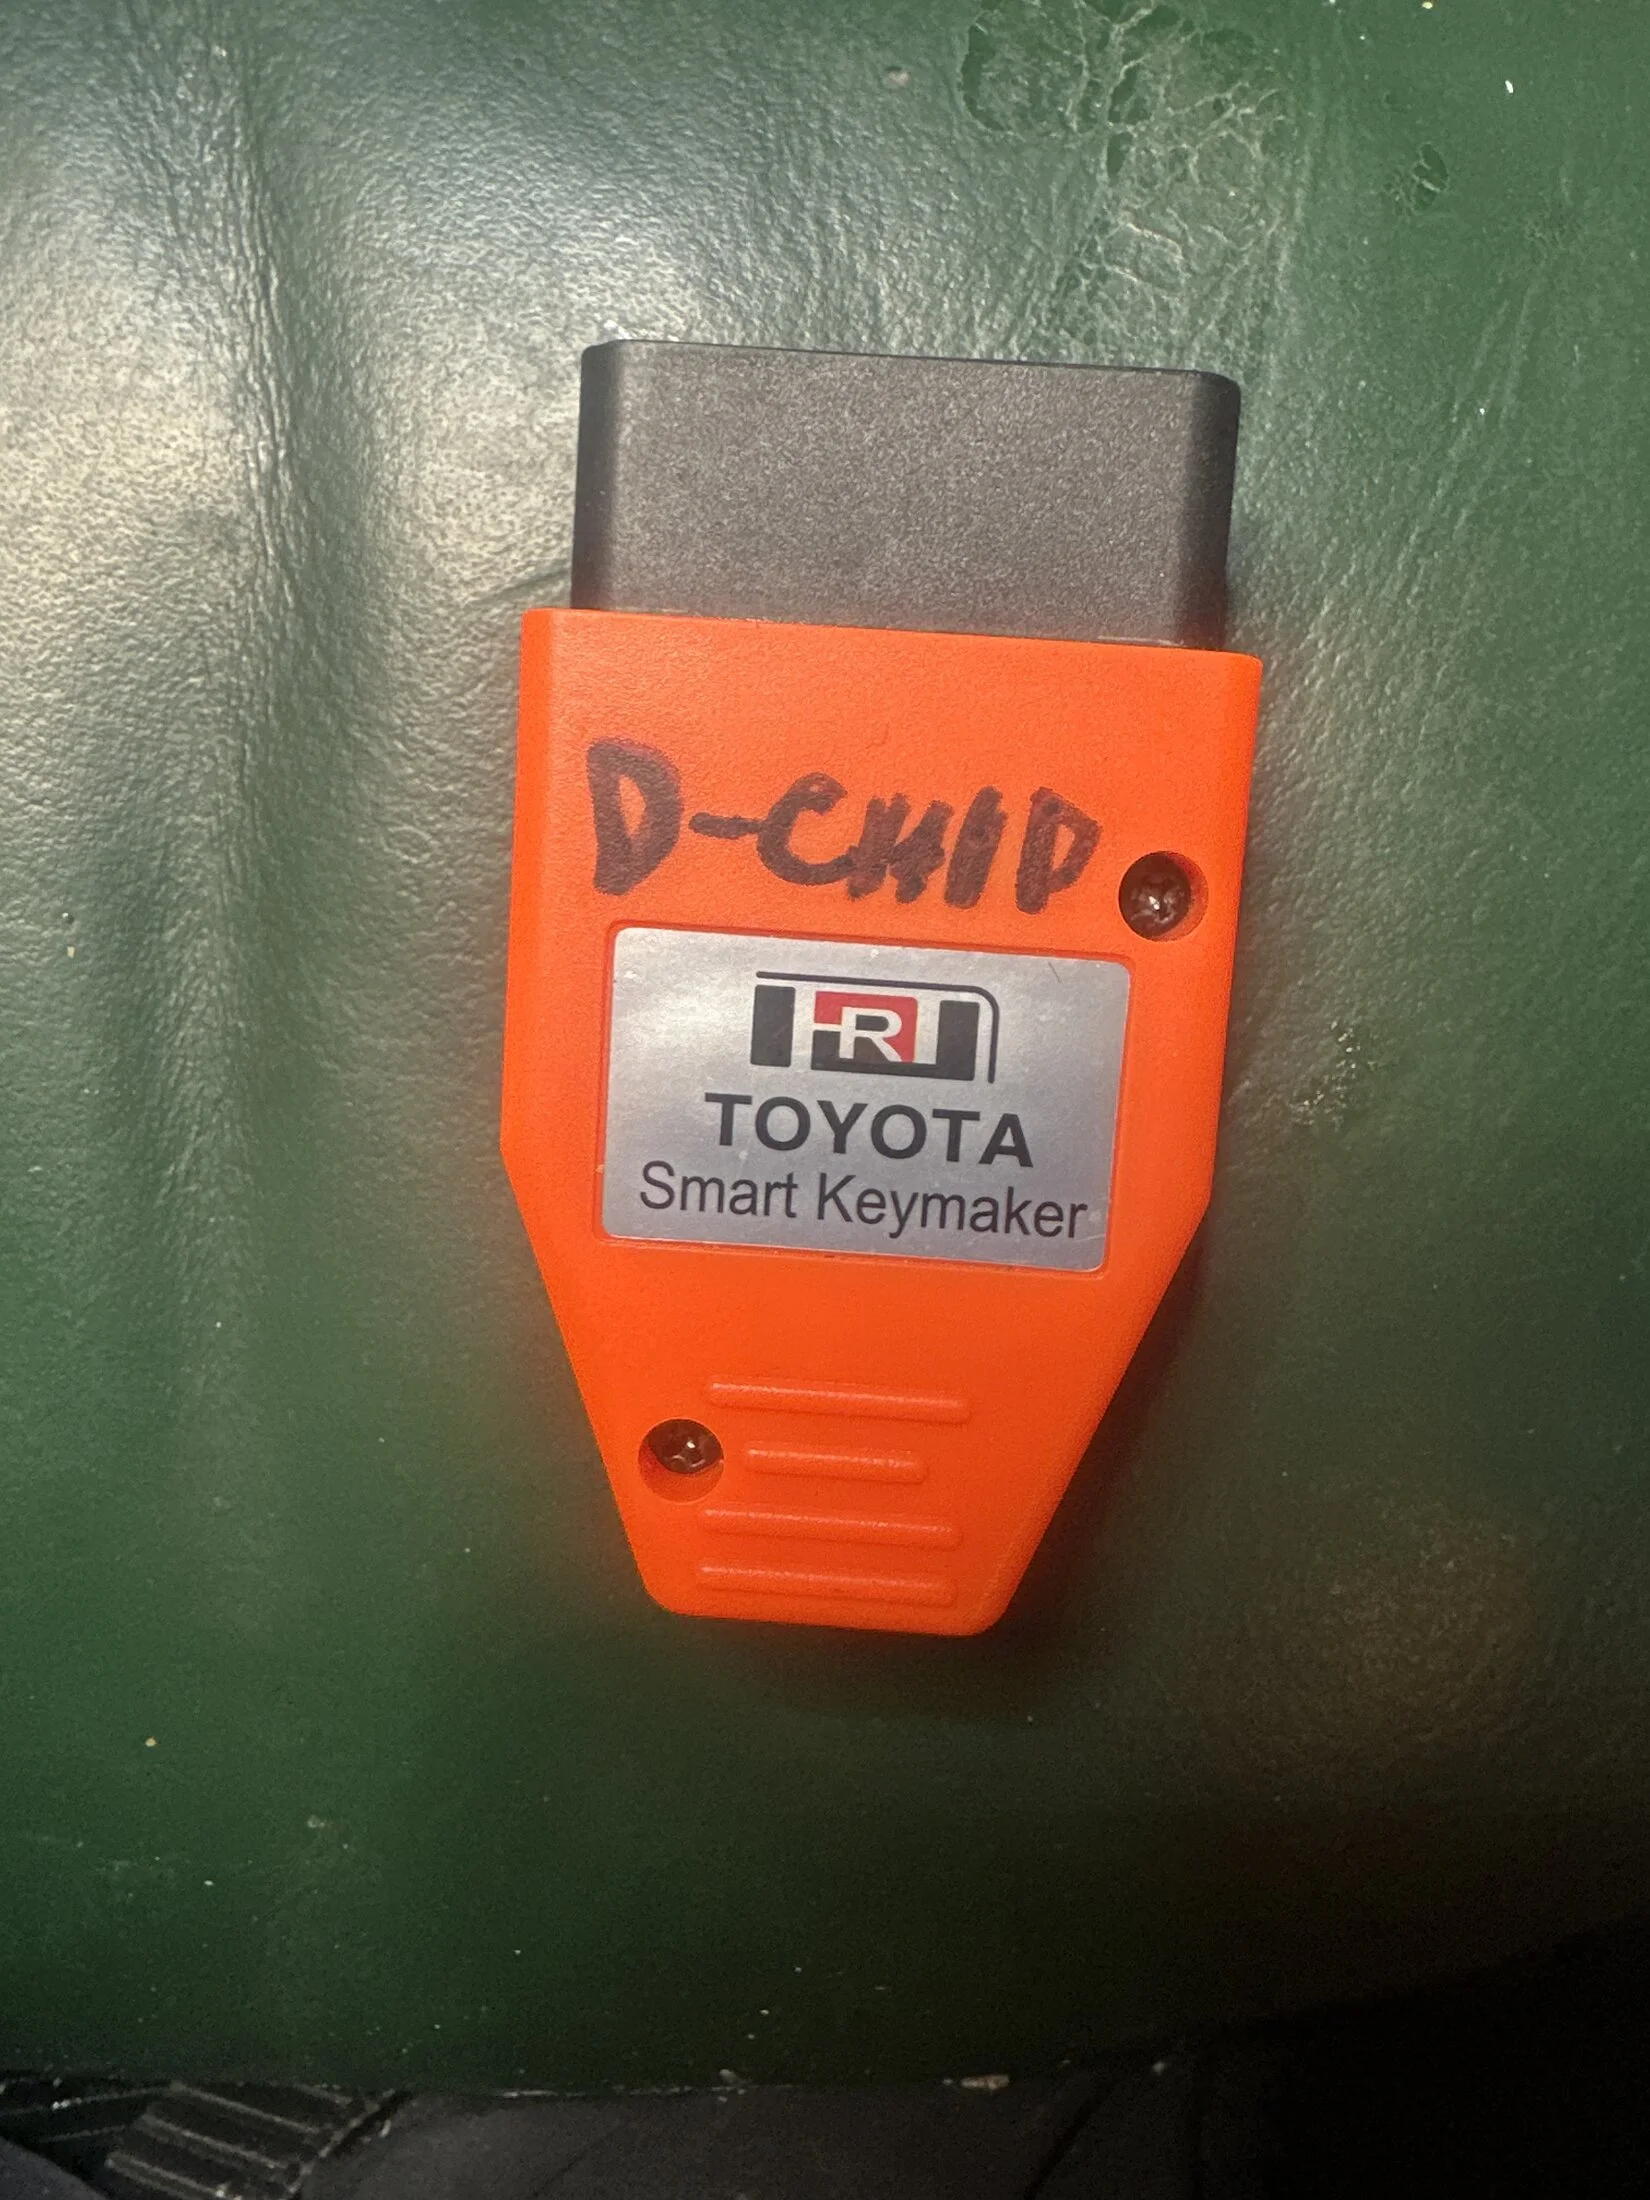 D-CHIP
R
TOYOTA
Smart Keymaker